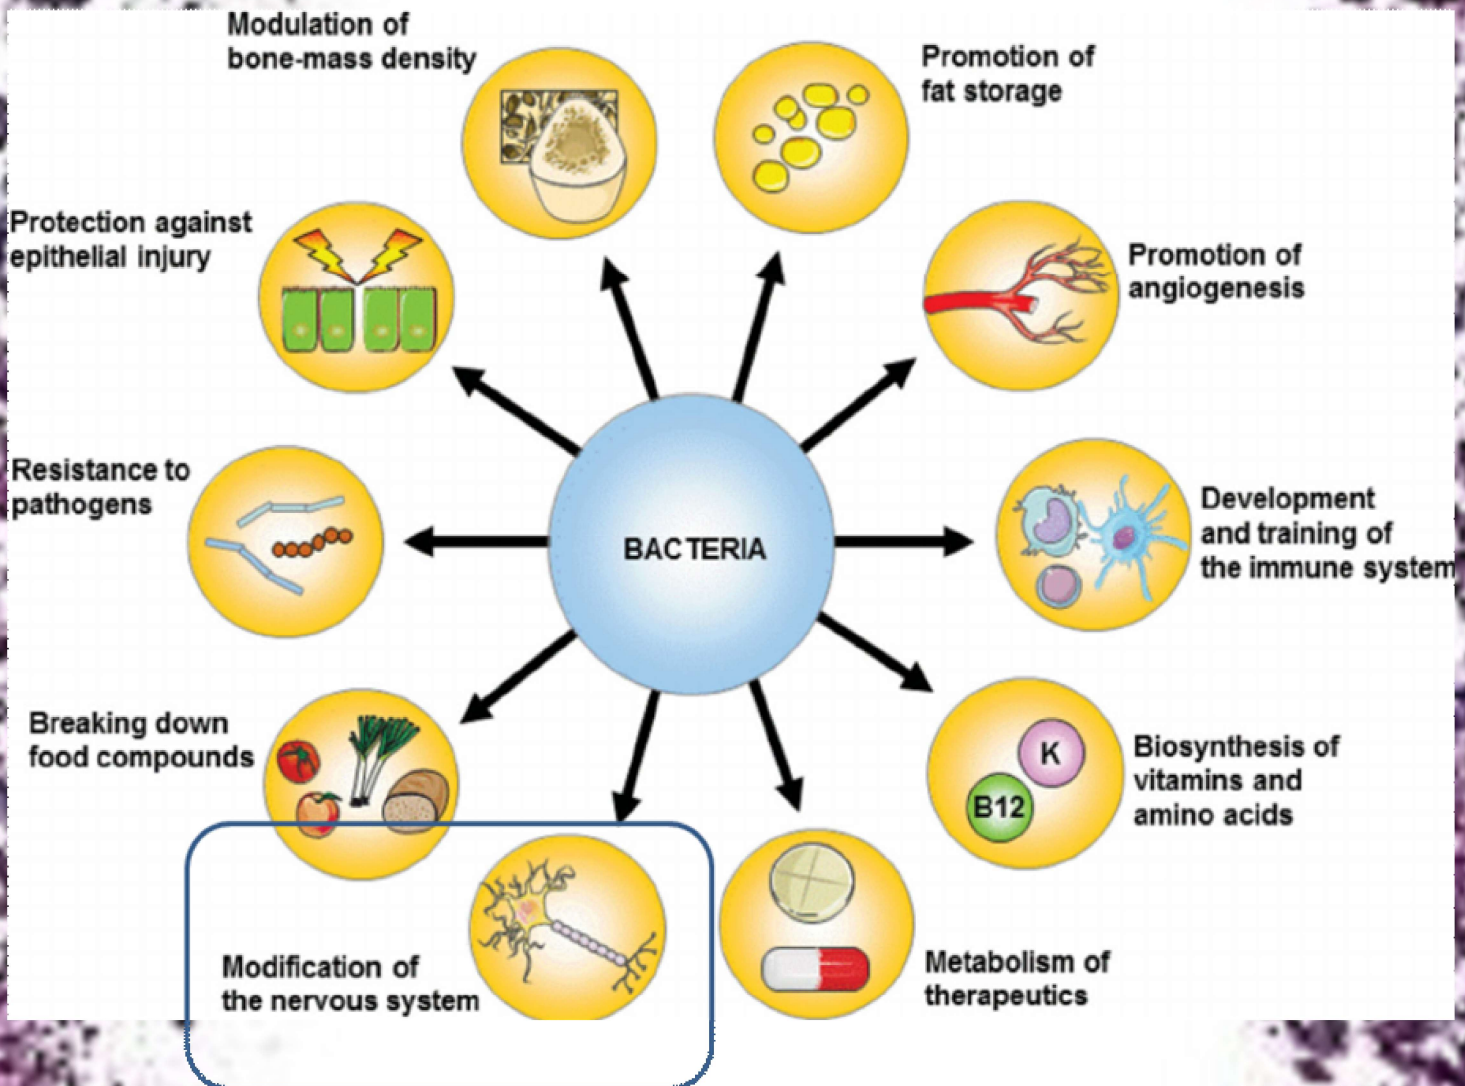 Modulation of
bone-mass density
Promotion of
fat storage
Protection against
epithelial injury
Promotion of
angiogenesis
Resistance to
pathogens
BACTERIA
Development
and training of
the immune system
Breaking down
food compounds
K
B12
Biosynthesis of
vitamins and
amino acids
Modification of
the nervous system
Metabolism of
therapeutics